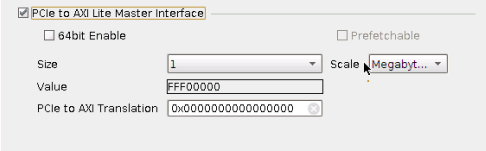 PCIe to AXI Lite Master Interface
64bit Enable Prefetchable
Size 1 Scale Megabyt...
Value FFF00000
PCIe to AXI Translation 0x0000000000000000